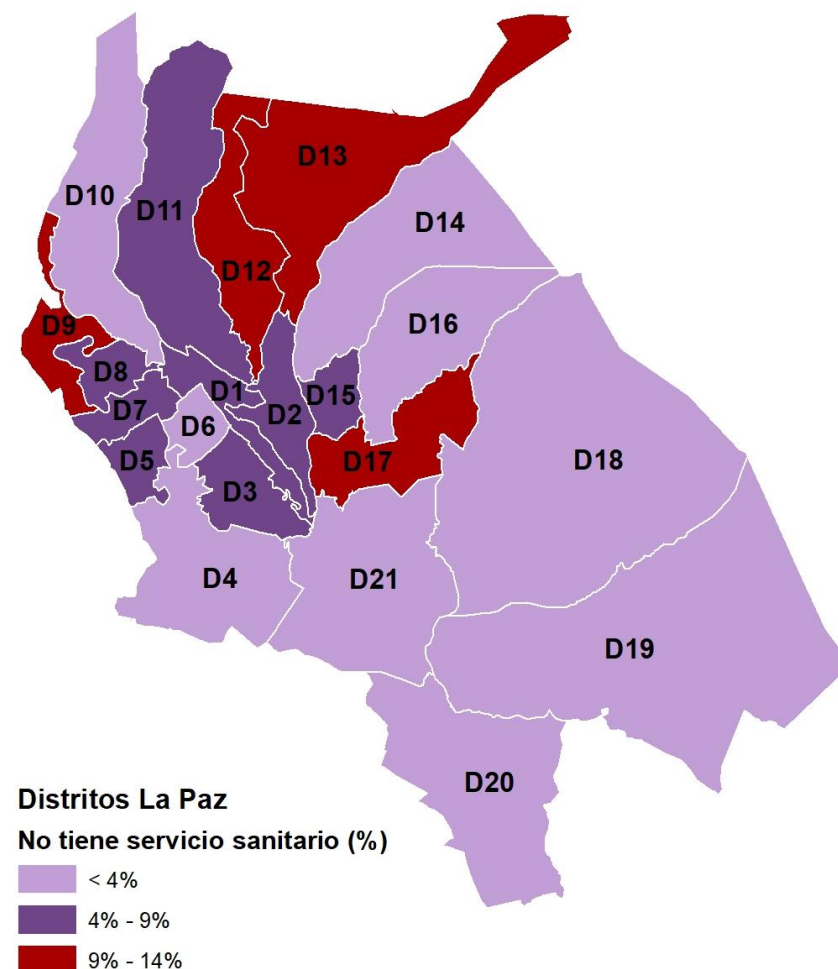 D13
D10
D11
D14
D12
D16
D9
D8
D1
D15
D7
D2
D6
D5
D17
D18
D3
D4
D21
D19
D20
Distritos La Paz
No tiene servicio sanitario (%)
< 4%
4% - 9%
9% - 14%